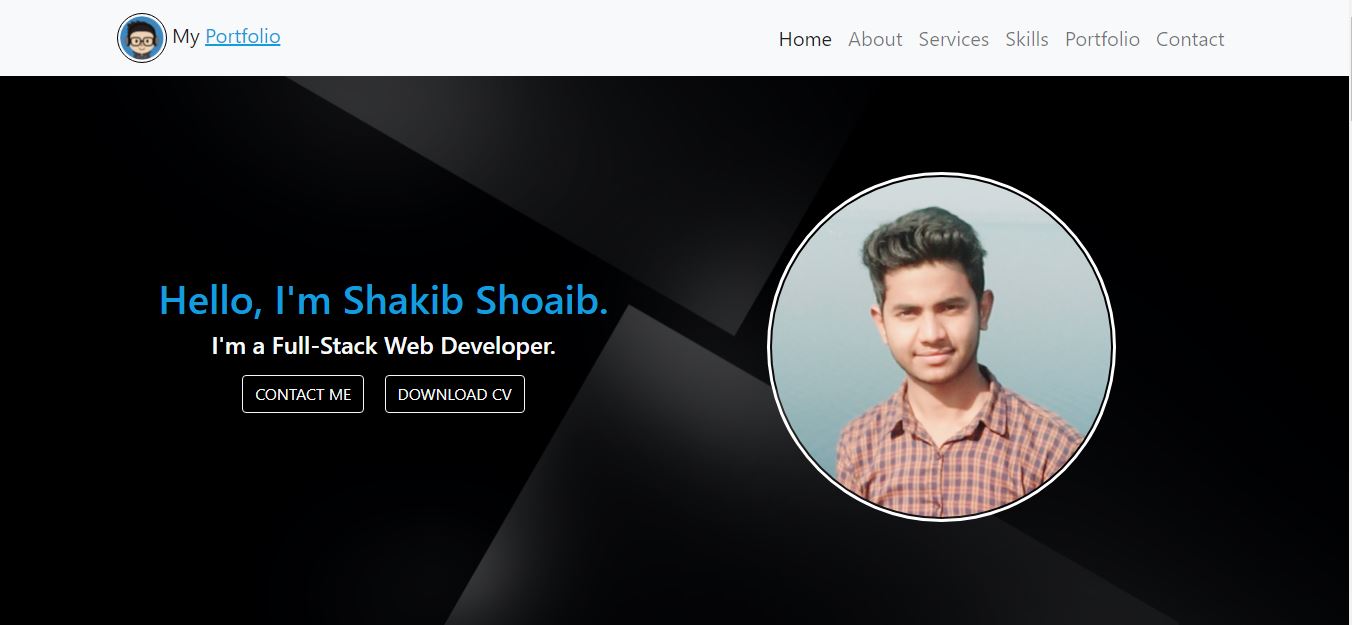 My Portfolio
Home About Services Skills Portfolio Contact
Hello, I'm Shakib Shoaib.
I'm a Full-Stack Web Developer.
CONTACT ME DOWNLOAD CV